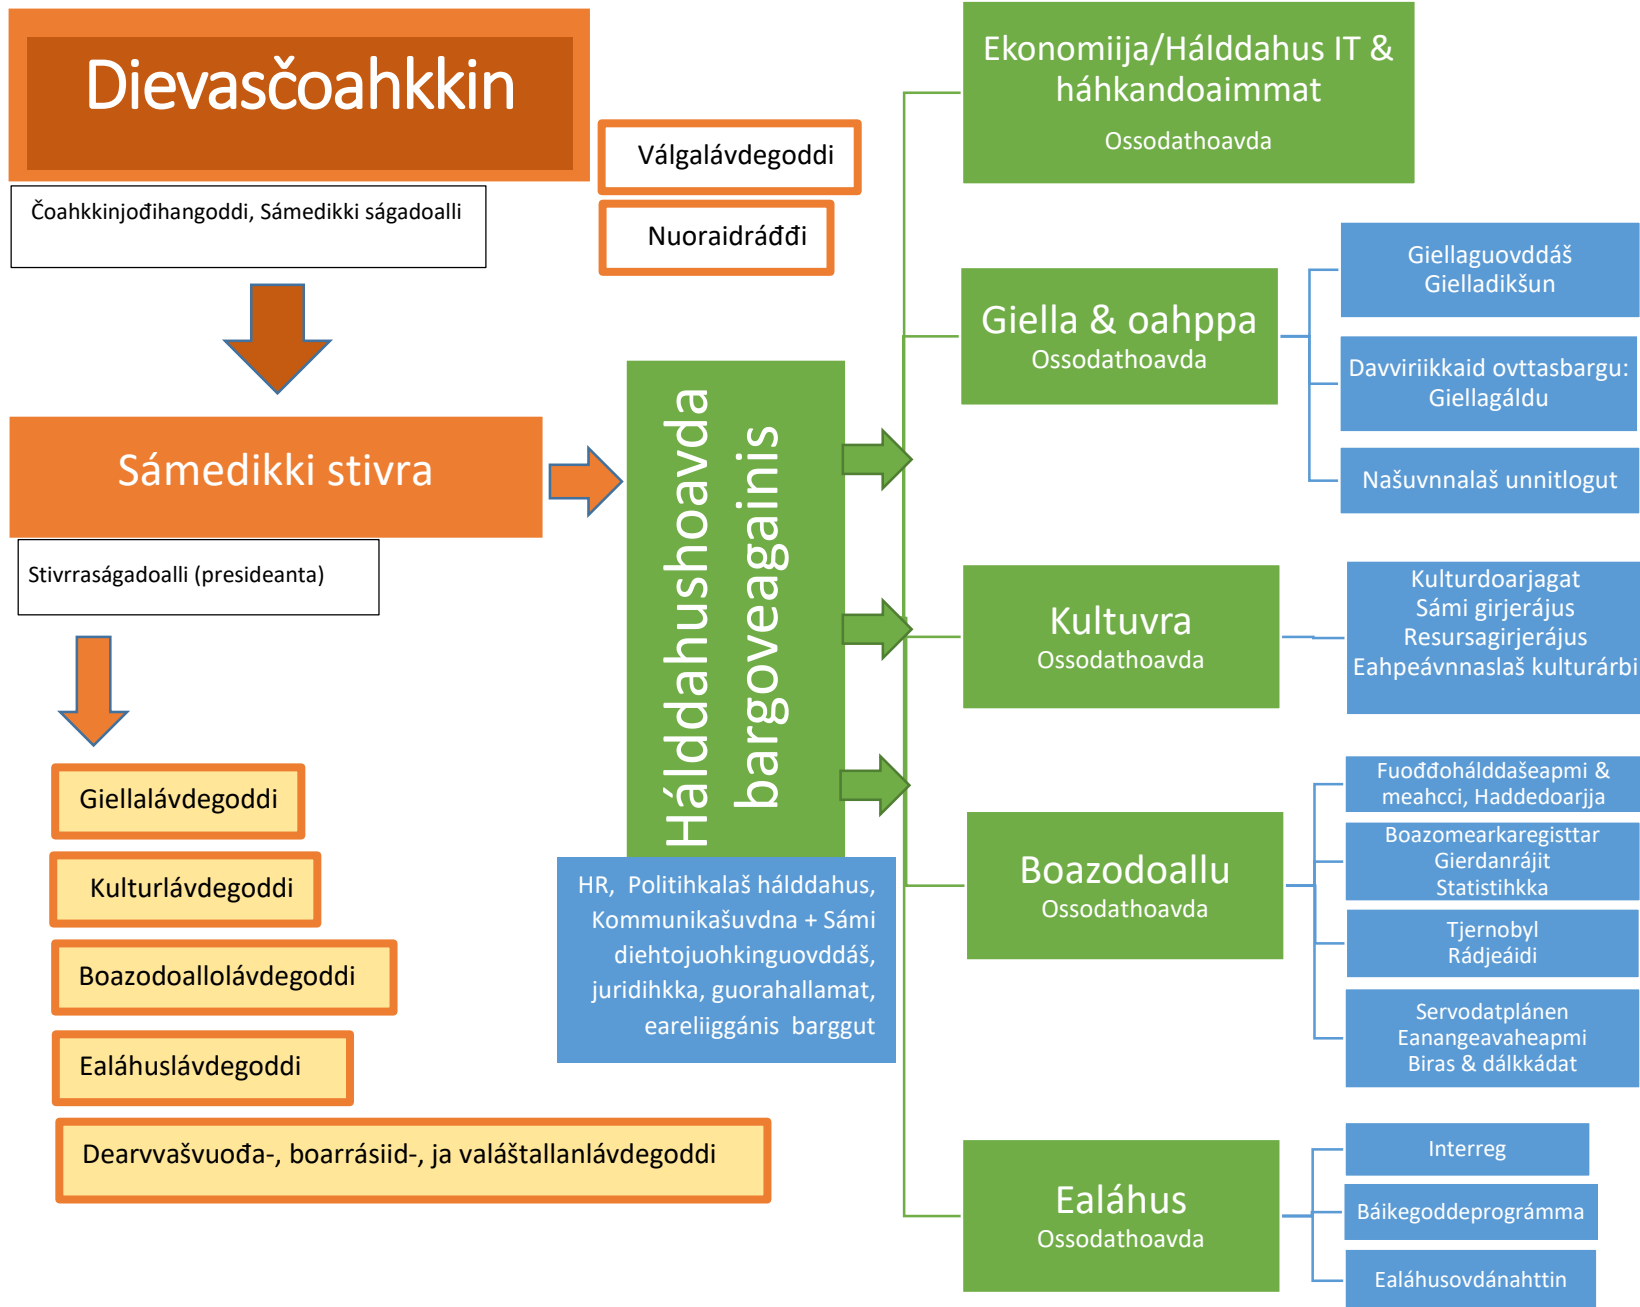 Dievasčoahkkin
Čoahkkinjođihangoddi, Sámedikki ságadoalli
Válgalávdegoddi
Nuoraidráđđi
Sámedikki stivra
Stivrraságadoalli (presideanta)
Giellalávdegoddi
Kulturlávdegoddi
Boazodoallolávdegoddi
Ealáhuslávdegoddi
Dearvvašvuođa-, boarrásiid-, ja valáštallanlávdegoddi
Hálddahushoavda
bargoveagainis
HR, Politihkalaš hálddahus,
Kommunikašuvdna + Sámi
diehtojuohkinguovddáš,
juridihkka, guorahallamat,
eareliiggánis barggut
Ekonomiija/Hálddahus IT &
háhkandoaimmat
Ossodathoavda
Giella & oahppa
Ossodathoavda
Giellaguovddáš
Gielladikšun
Davviriikkaid ovttasbargu:
Giellagáldu
Našuvnnalaš unnitlogut
Kultuvra
Ossodathoavda
Kulturdoarjagat
Sámi girjerájus
Resursagirjerájus
Eahpeávnnaslaš kulturárbi
Boazodoallu
Ossodathoavda
Fuođđohálddašeapmi &
meahcci, Haddedoarjja
Boazomearkaregisttar
Gierdanrájit
Statistihkka
Tjernobyl
Rádjeáidi
Servodatplánen
Eanangeavaheapmi
Biras & dálkkádat
Ealáhus
Ossodathoavda
Interreg
Báikegoddeprográmma
Ealáhusovdánahttin